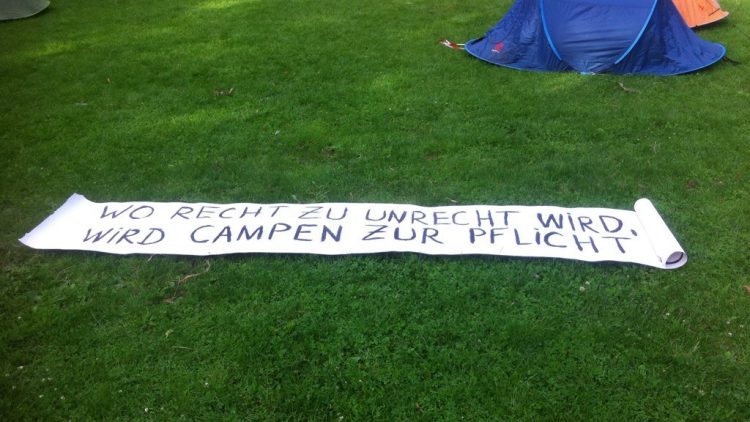 WO RECHT ZU UNRECHT WIRD,
WIRD CAMPEN ZUR PFLICHT